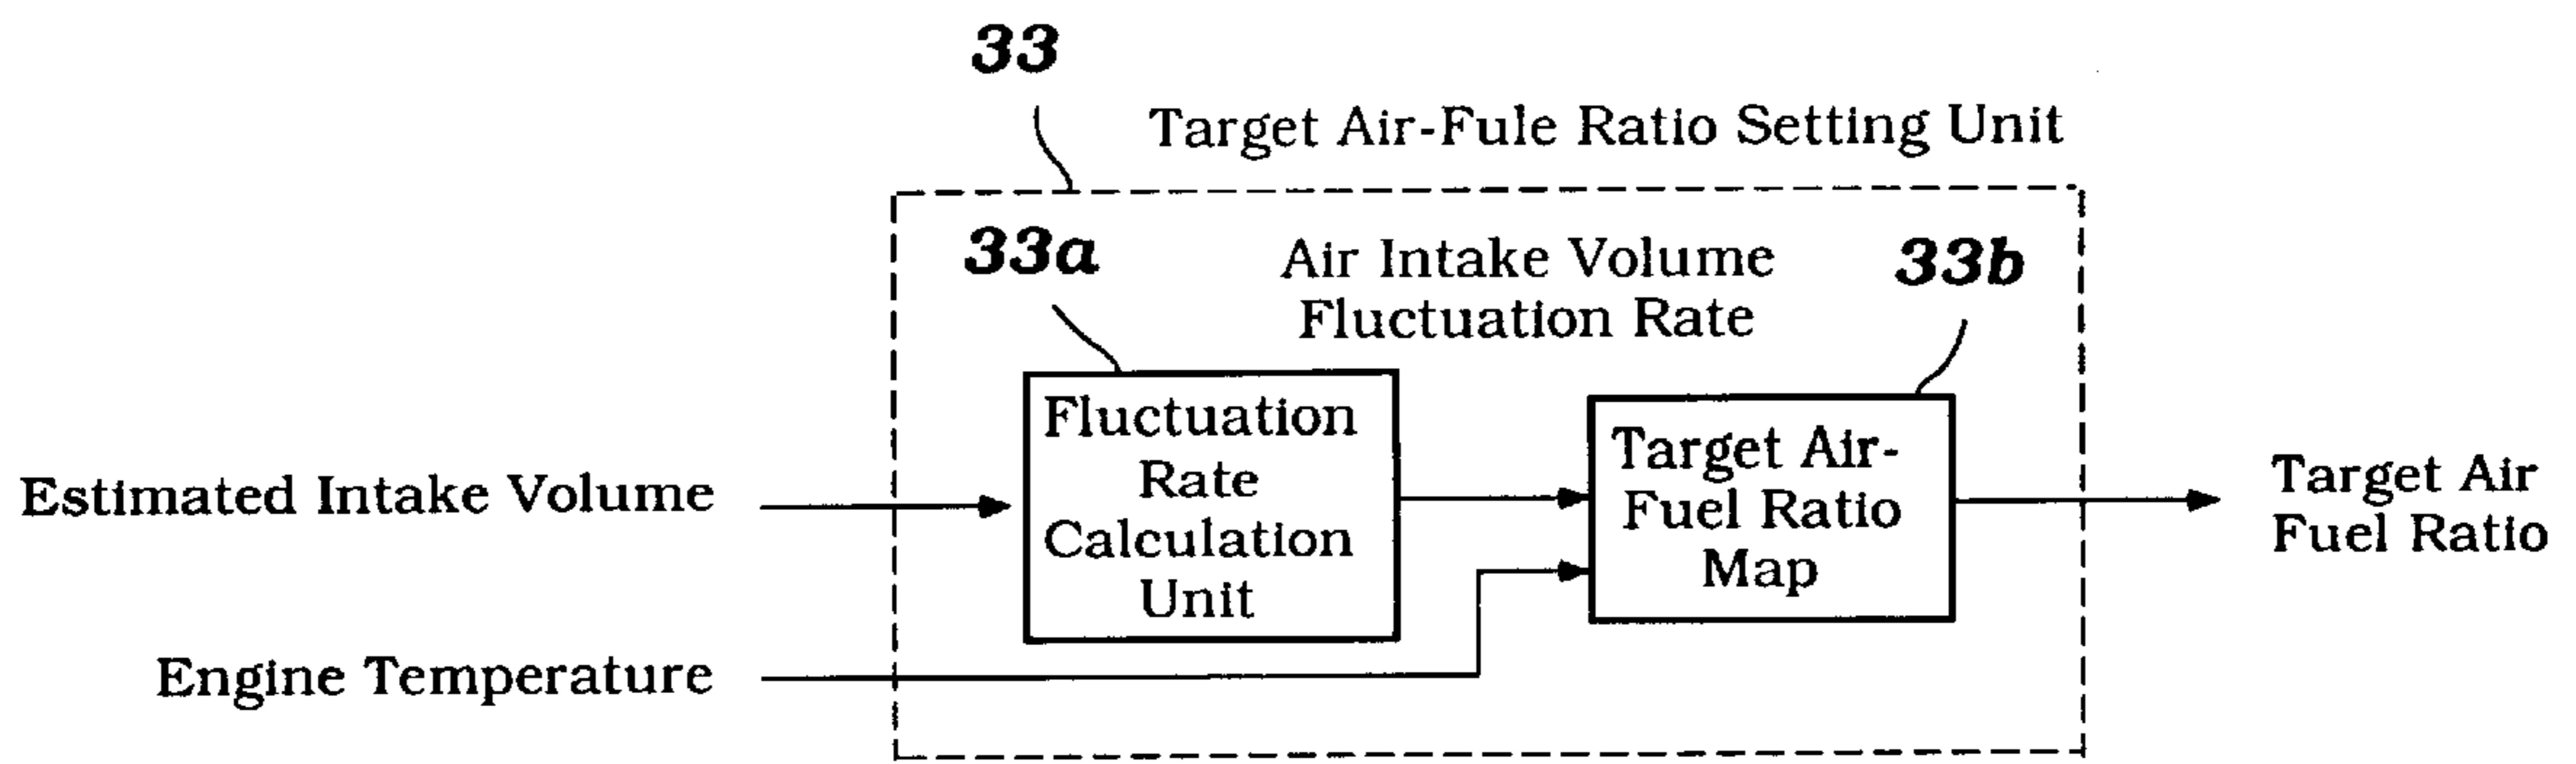 33
Target Air-Fule Ratio Setting Unit
33a
Air Intake Volume
Fluctuation Rate
33b
Fluctuation
Rate
Calculation
Unit
Target Air-
Fuel Ratio
Map
Estimated Intake Volume
Engine Temperature
Target Air
Fuel Ratio